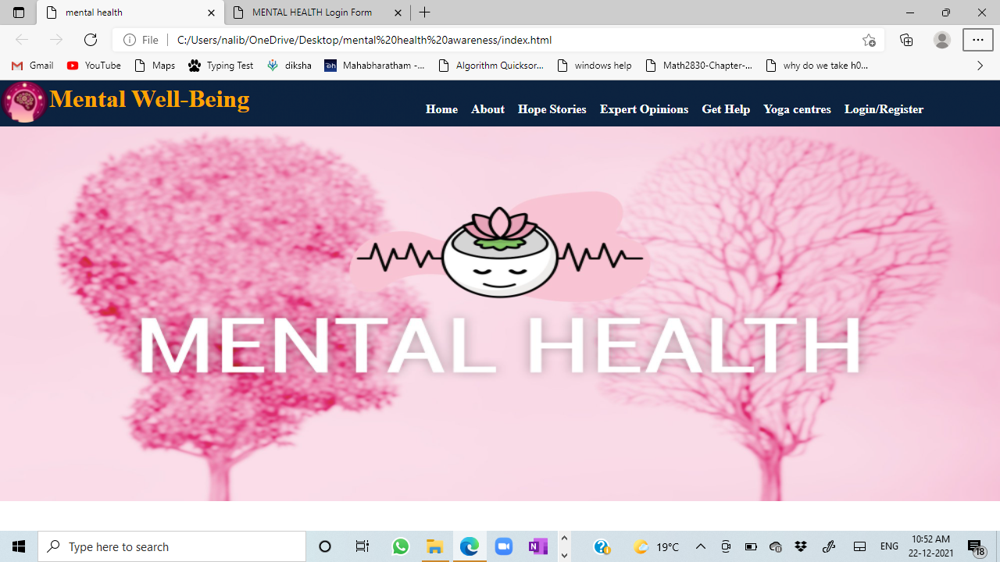 mental health
MENTAL HEALTH Login Form
File
C:/Users/nalib/OneDrive/Desktop/mental%20health%20awareness/index.html
Gmail YouTube Maps Typing Test diksha Mahabharatham -... Algorithm Quicksor... windows help Math2830-Chapter-... why do we take h0...
Mental Well-Being
Home About Hope Stories Expert Opinions Get Help Yoga centres Login/Register
MENTAL HEALTH
Type here to search
19°C
ENG
10:52 AM
22-12-2021
18